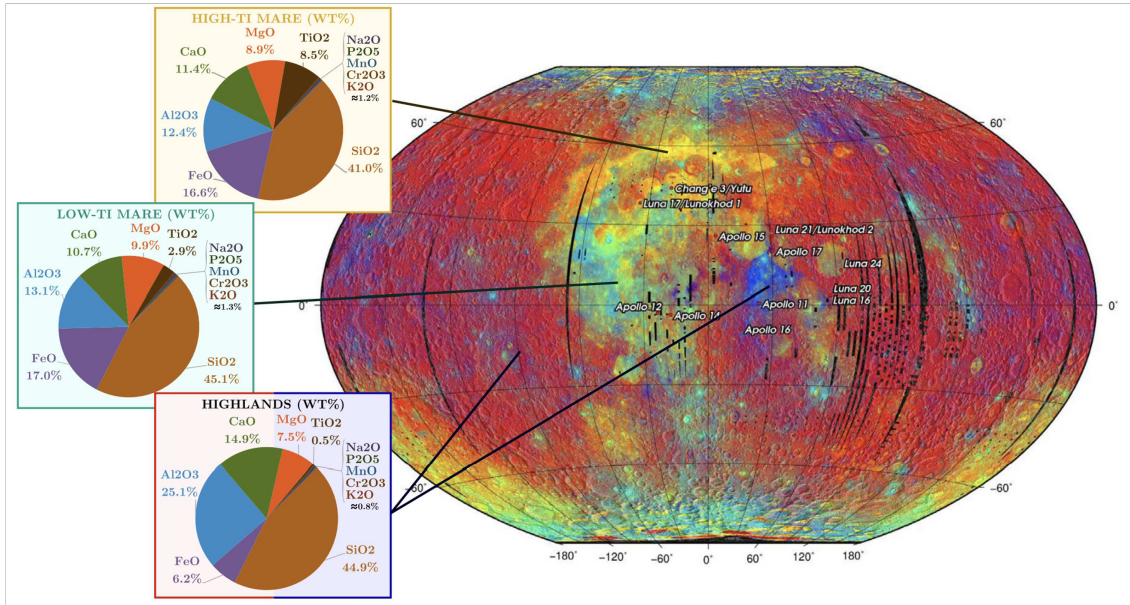 HIGH-TI MARE (WT%)
MgO
8.9%
TiO2
8.5%
Na2O
P2O5
MnO
Cr2O3
K2O
≈1.2%
CaO
11.4%
Al2O3
12.4%
FeO
16.6%
SiO2
41.0%
LOW-TI MARE (WT%)
MgO
9.9%
TiO2
2.9%
Na2O
P2O5
MnO
Cr2O3
K2O
≈1.3%
CaO
10.7%
Al2O3
13.1%
FeO
17.0%
SiO2
45.1%
HIGHLANDS (WT%)
MgO
7.5%
TiO2
0.5%
Na2O
P2O5
MnO
Cr2O3
K2O
≈0.8%
CaO
14.9%
Al2O3
25.1%
FeO
6.2%
SiO2
44.9%
60°
60°
Chang'e 3/Yutu
Luna 17/Lunokhod 1
Apollo 15
Luna 21/Lunokhod 2
Apollo 17
Luna 24
Luna 20
Luna 16
0°
Apollo 12
Apollo 14
Apollo 11
Apollo 16
0°
-60°
-60°
-180°
-120°
-60°
0°
60°
120°
180°